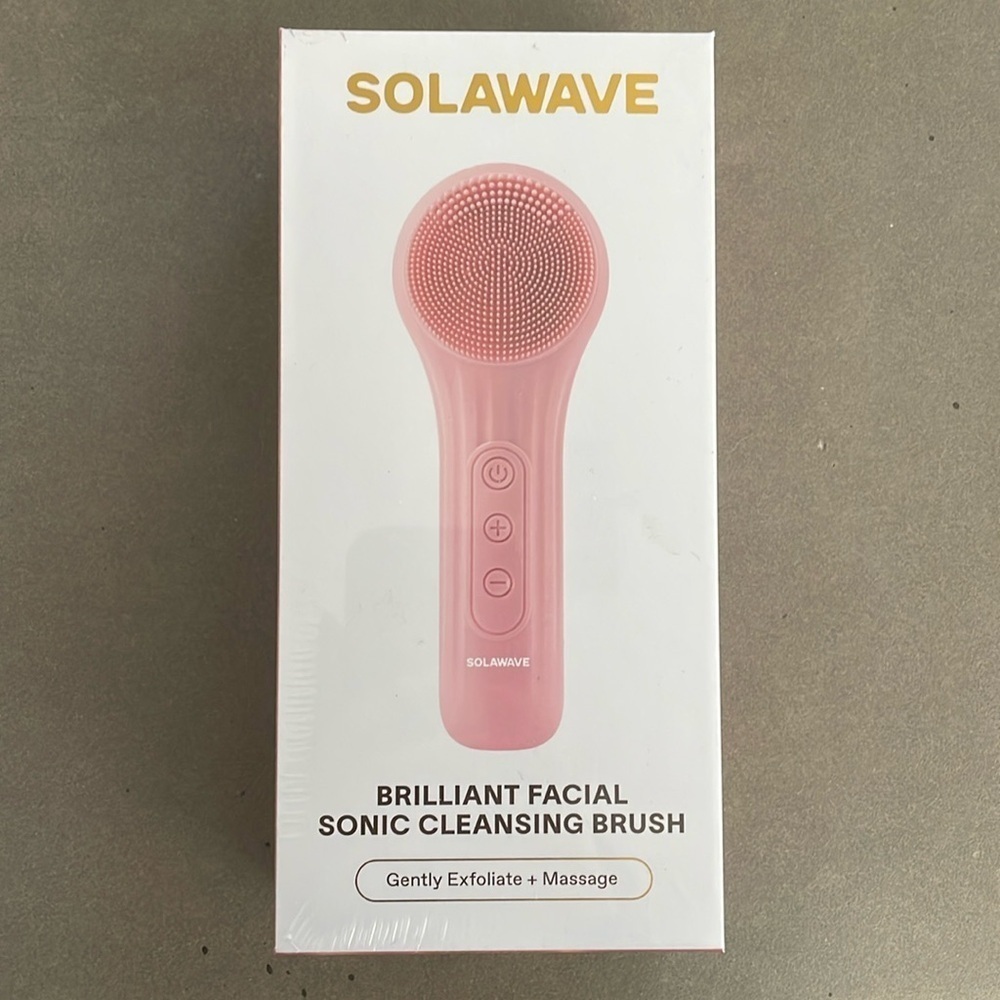 SOLAWAVE
SOLAWAVE
BRILLIANT FACIAL
SONIC CLEANSING BRUSH
Gently Exfoliate + Massage